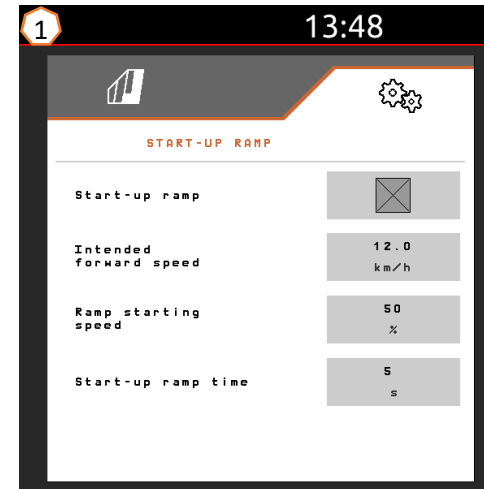 1
13:48
START-UP RAMP
Start-up ramp
Intended
forward speed
12.0
km/h
Ramp starting
speed
50
%
Start-up ramp time
5
s